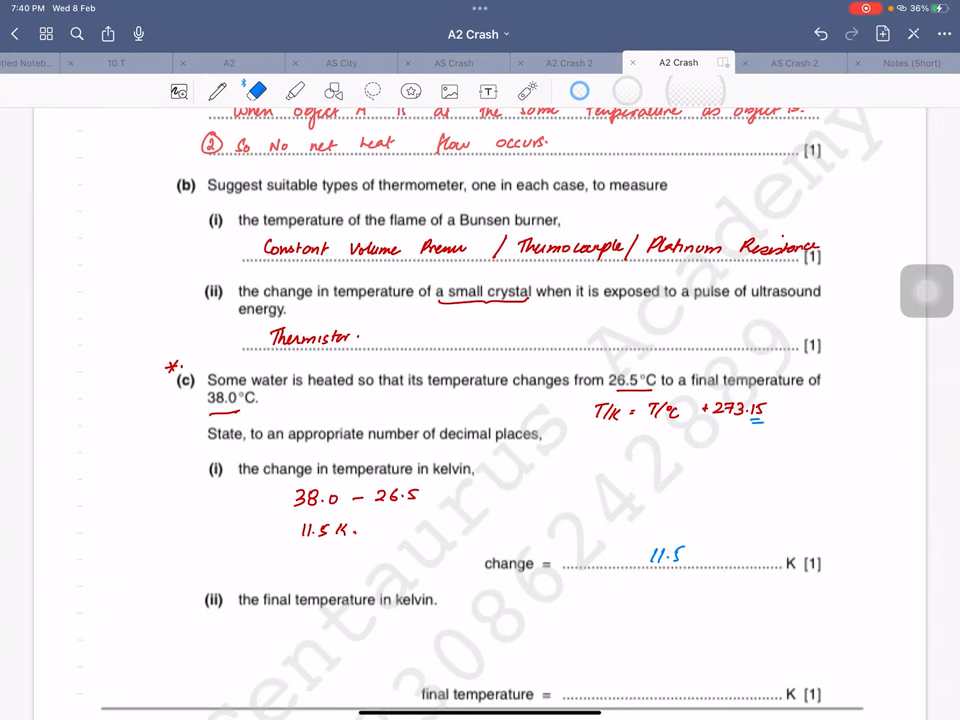 7:40 PM Wed 8 Feb
36%
A2 Crash
tled Noteb...
10 T
A2
AS City
AS Crash
A2 Crash 2
A2 Crash
AS Crash 2
Notes (Short)
when object A is at the same temperature as object B.
② So No net heat flow occurs. [1]
(b) Suggest suitable types of thermometer, one in each case, to measure
(i) the temperature of the flame of a Bunsen burner,
Constant Volume / Thermocouple / Platinum Resistance
[1]
(ii) the change in temperature of a small crystal when it is exposed to a pulse of ultrasound
energy.
Thermistor.
[1]
*
(c) Some water is heated so that its temperature changes from 26.5 °C to a final temperature of
38.0 °C.
T/K = T/°C + 273.15
State, to an appropriate number of decimal places,
(i) the change in temperature in kelvin,
38.0 – 26.5
11.5 K.
change = 11.5 K [1]
(ii) the final temperature in kelvin.
final temperature = K [1]
Centaurus Academy
03086242889